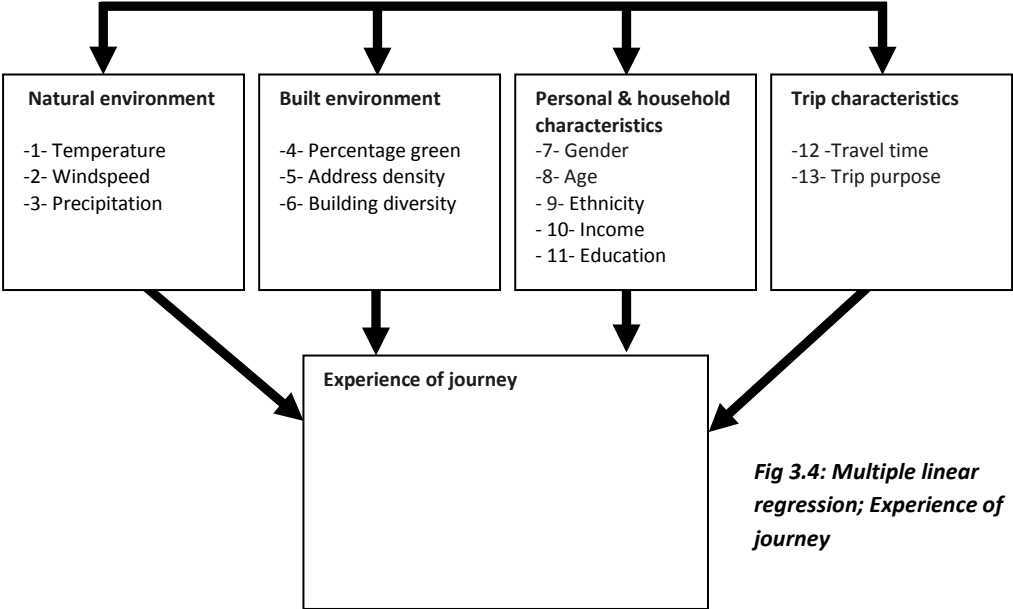 Natural environment
-1- Temperature
-2- Windspeed
-3- Precipitation
Built environment
-4- Percentage green
-5- Address density
-6- Building diversity
Personal & household
characteristics
-7- Gender
-8- Age
- 9- Ethnicity
- 10- Income
- 11- Education
Trip characteristics
-12 -Travel time
-13- Trip purpose
Experience of journey
Fig 3.4: Multiple linear
regression; Experience of
journey